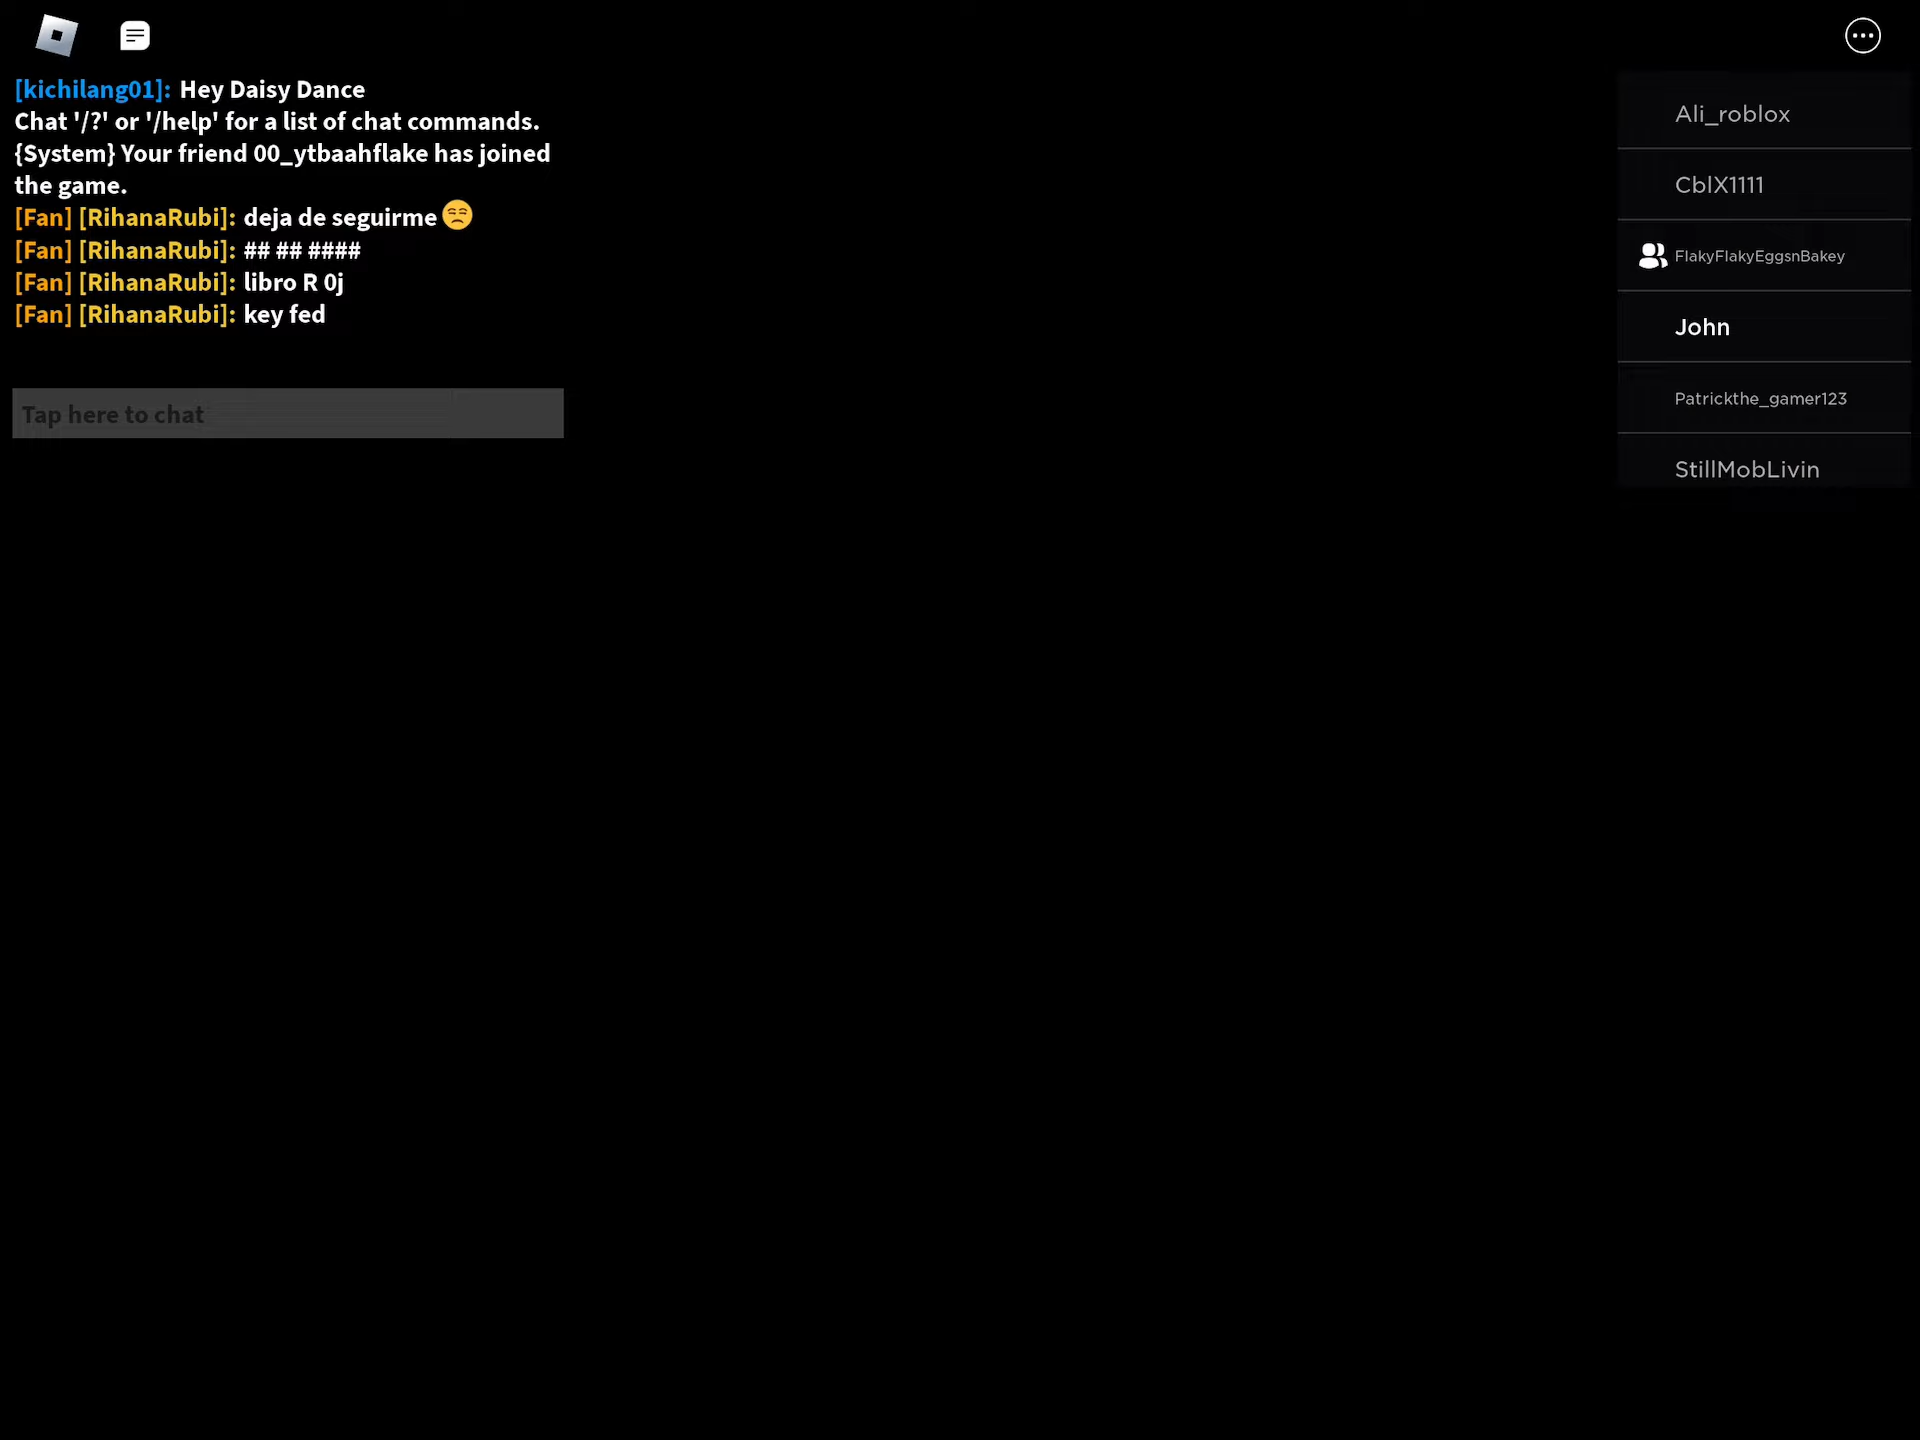 [kichilang01]: Hey Daisy Dance
Chat '/?' or '/help' for a list of chat commands.
{System} Your friend 00_ytbaahflake has joined
the game.
[Fan] [RihanaRubi]: deja de seguirme 😒
[Fan] [RihanaRubi]: ## ## ####
[Fan] [RihanaRubi]: libro R 0j
[Fan] [RihanaRubi]: key fed
Tap here to chat
Ali_roblox
CblX1111
FlakyFlakyEggsnBakey
John
Patrickthe_gamer123
StillMobLivin